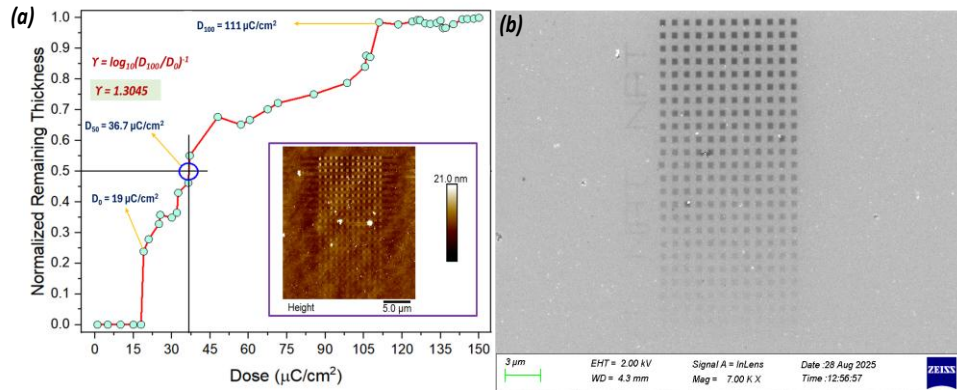 (a)
D100 = 111 µC/cm²
ϒ = log10(D100/D0)⁻¹
ϒ = 1.3045
D50 = 36.7 µC/cm²
D0 = 19 µC/cm²
Normalized Remaining Thickness
1.0
0.9
0.8
0.7
0.6
0.5
0.4
0.3
0.2
0.1
0.0
21.0 nm
Height
5.0 µm
0 15 30 45 60 75 90 105 120 135 150
Dose (µC/cm²)
(b)
3 µm
EHT = 2.00 kV
Signal A = InLens
Date :28 Aug 2025
WD = 4.3 mm
Mag = 7.00 K X
Time :12:56:57
ZEISS